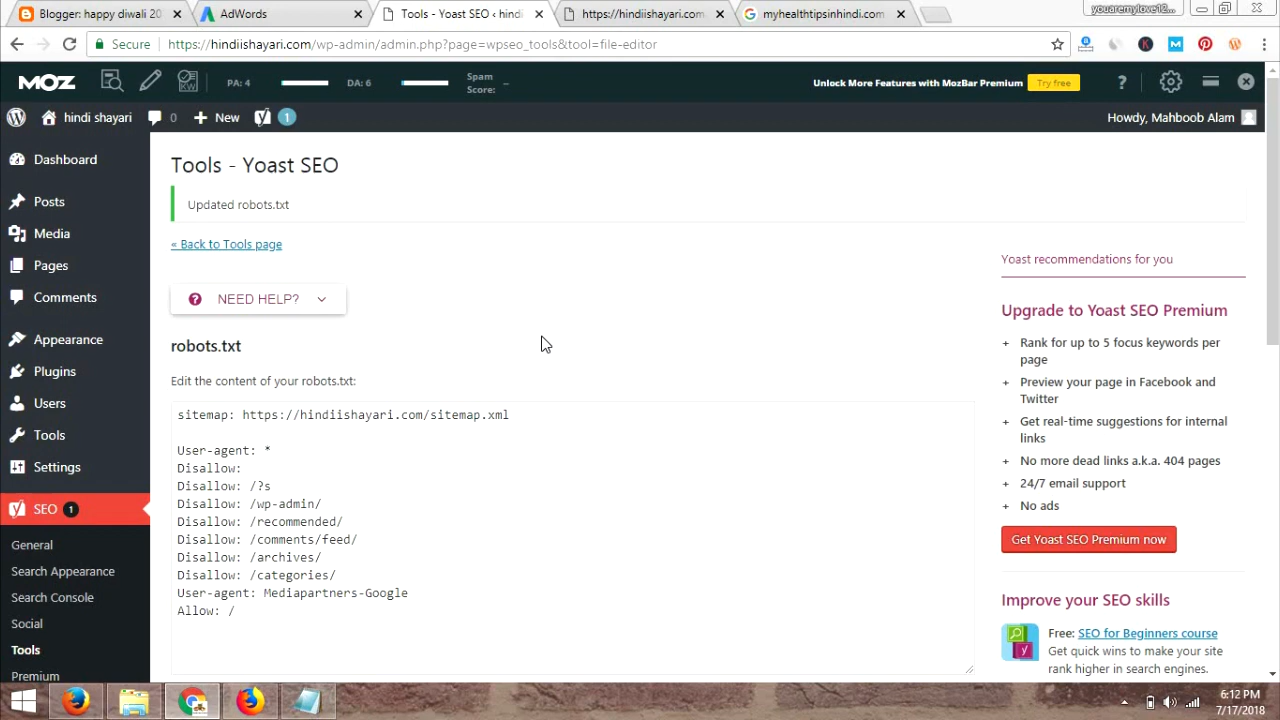 Blogger: happy diwali 20
AdWords
Tools - Yoast SEO ‹ hindi
https://hindiishayari.com
myhealthtipsinhindi.com
youaremylove12...
Secure
https://hindiishayari.com/wp-admin/admin.php?page=wpseo_tools&tool=file-editor
MOZ
PA: 4
DA: 6
Spam
Score: –
Unlock More Features with MozBar Premium
Try free
hindi shayari
0
New
1
Howdy, Mahboob Alam
Dashboard
Posts
Media
Pages
Comments
Appearance
Plugins
Users
Tools
Settings
SEO 1
General
Search Appearance
Search Console
Social
Tools
Premium
Tools - Yoast SEO
Updated robots.txt
« Back to Tools page
NEED HELP?
robots.txt
Edit the content of your robots.txt:
sitemap: https://hindiishayari.com/sitemap.xml
User-agent: *
Disallow:
Disallow: /?s
Disallow: /wp-admin/
Disallow: /recommended/
Disallow: /comments/feed/
Disallow: /archives/
Disallow: /categories/
User-agent: Mediapartners-Google
Allow: /
Yoast recommendations for you
Upgrade to Yoast SEO Premium
+ Rank for up to 5 focus keywords per
page
+ Preview your page in Facebook and
Twitter
+ Get real-time suggestions for internal
links
+ No more dead links a.k.a. 404 pages
+ 24/7 email support
+ No ads
Get Yoast SEO Premium now
Improve your SEO skills
Free: SEO for Beginners course
Get quick wins to make your site
rank higher in search engines.
6:12 PM
7/17/2018